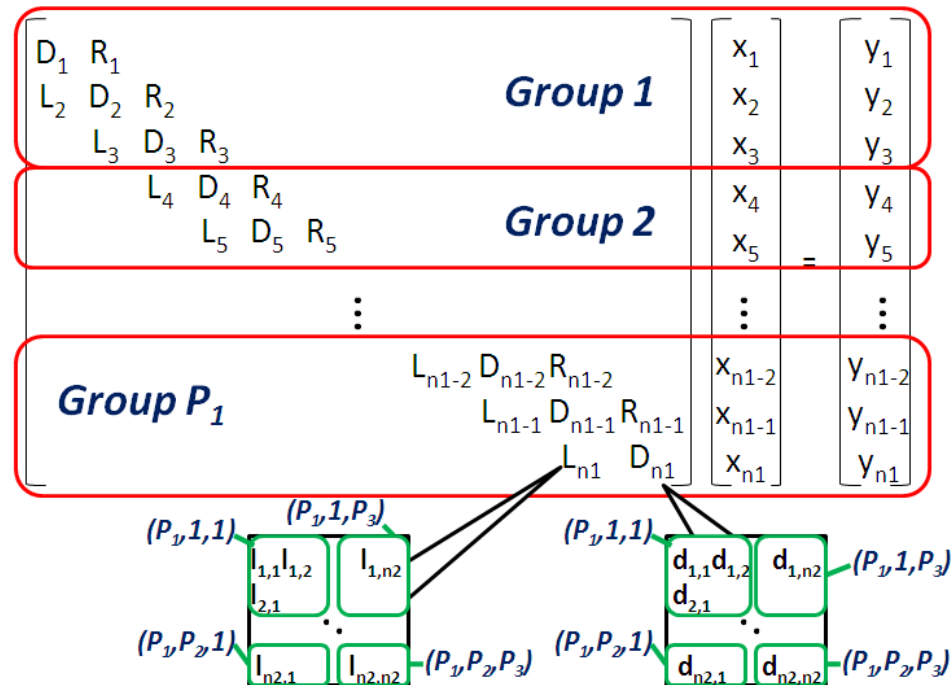 D₁ R₁ Group 1 x₁ y₁
L₂ D₂ R₂ x₂ y₂
L₃ D₃ R₃ x₃ y₃
L₄ D₄ R₄ Group 2 x₄ y₄
L₅ D₅ R₅ x₅ = y₅
⋮ ⋮ ⋮
Group P₁ Lₙ₁₋₂ Dₙ₁₋₂ Rₙ₁₋₂ xₙ₁₋₂ yₙ₁₋₂
Lₙ₁₋₁ Dₙ₁₋₁ Rₙ₁₋₁ xₙ₁₋₁ yₙ₁₋₁
Lₙ₁ Dₙ₁ xₙ₁ yₙ₁
(P₁,1,1) (P₁,1,P₃) (P₁,1,1)
l₁,₁ l₁,₂ l₁,ₙ₂ d₁,₁ d₁,₂ d₁,ₙ₂ (P₁,1,P₃)
l₂,₁ d₂,₁
⋱ ⋱
(P₁,P₂,1) lₙ₂,₁ lₙ₂,ₙ₂ (P₁,P₂,P₃) (P₁,P₂,1) dₙ₂,₁ dₙ₂,ₙ₂ (P₁,P₂,P₃)